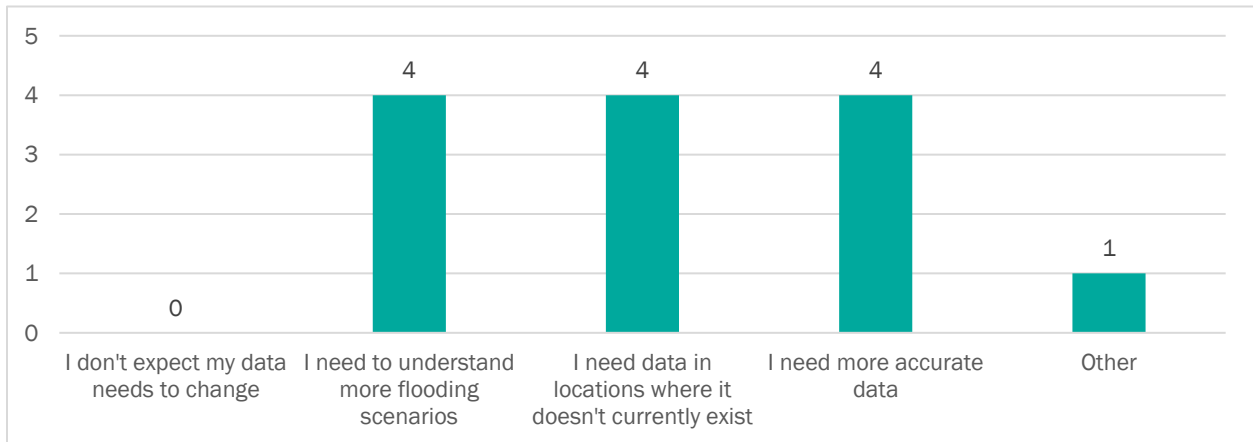 5
4
3
2
1
0
0
4
4
4
1
I don't expect my data
needs to change
I need to understand
more flooding
scenarios
I need data in
locations where it
doesn't currently exist
I need more accurate
data
Other